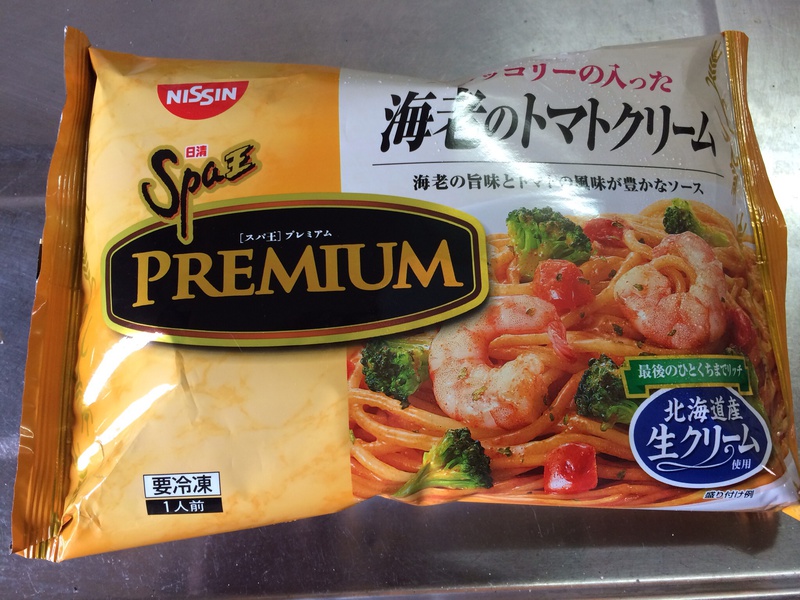 NISSIN
日清
Spa王
[スパ王] プレミアム
PREMIUM
要冷凍
1人前
ッコリーの入った
海老のトマトクリーム
海老の旨味とトマトの風味が豊かなソース
最後のひとくちまでリッチ
北海道産
生クリーム
使用
盛り付け例